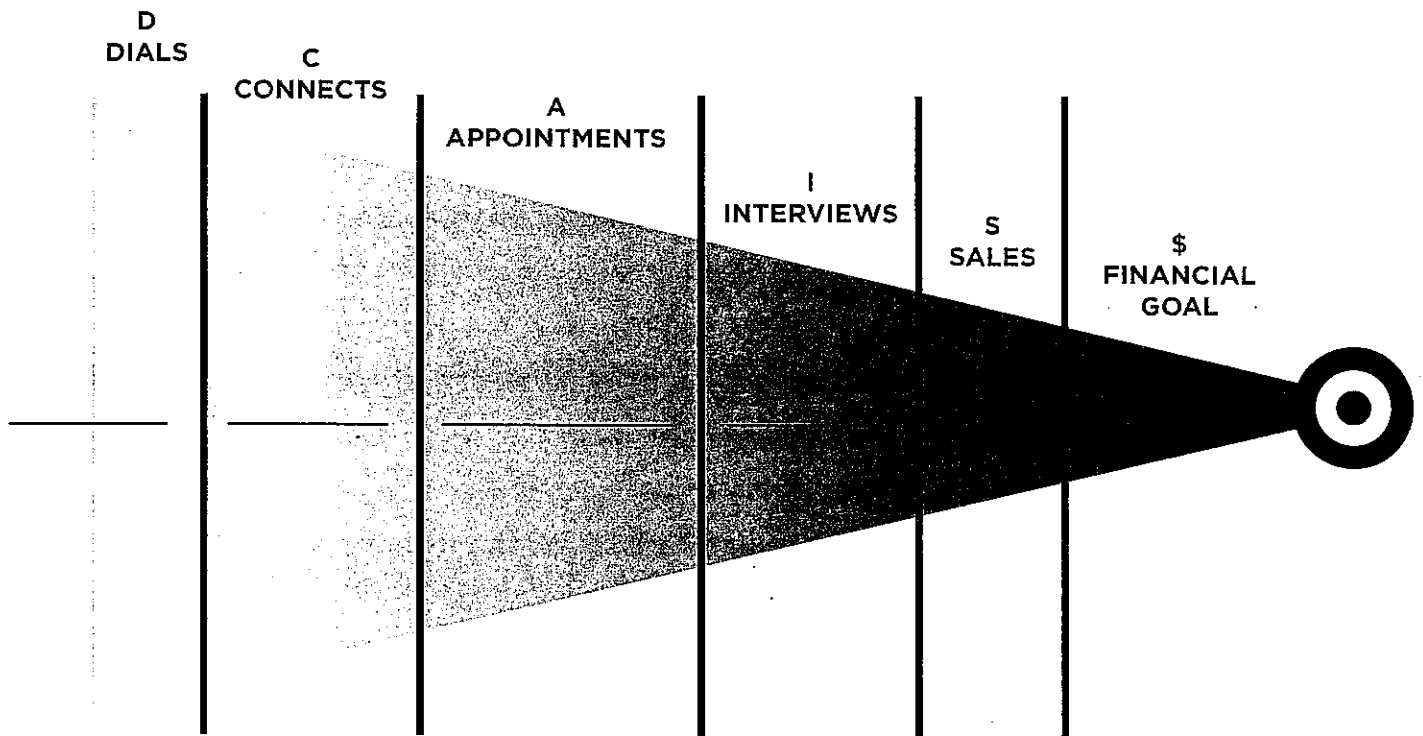 D
DIALS
C
CONNECTS
A
APPOINTMENTS
I
INTERVIEWS
S
SALES
$
FINANCIAL
GOAL